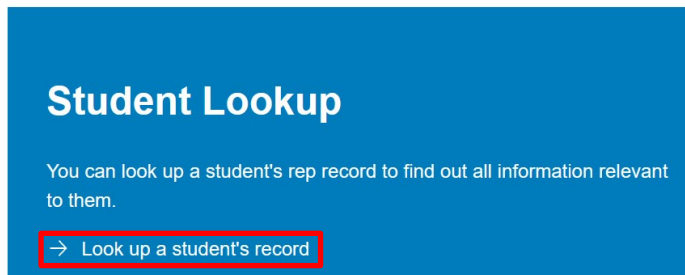 Student Lookup
You can look up a student's rep record to find out all information relevant
to them.
→ Look up a student's record